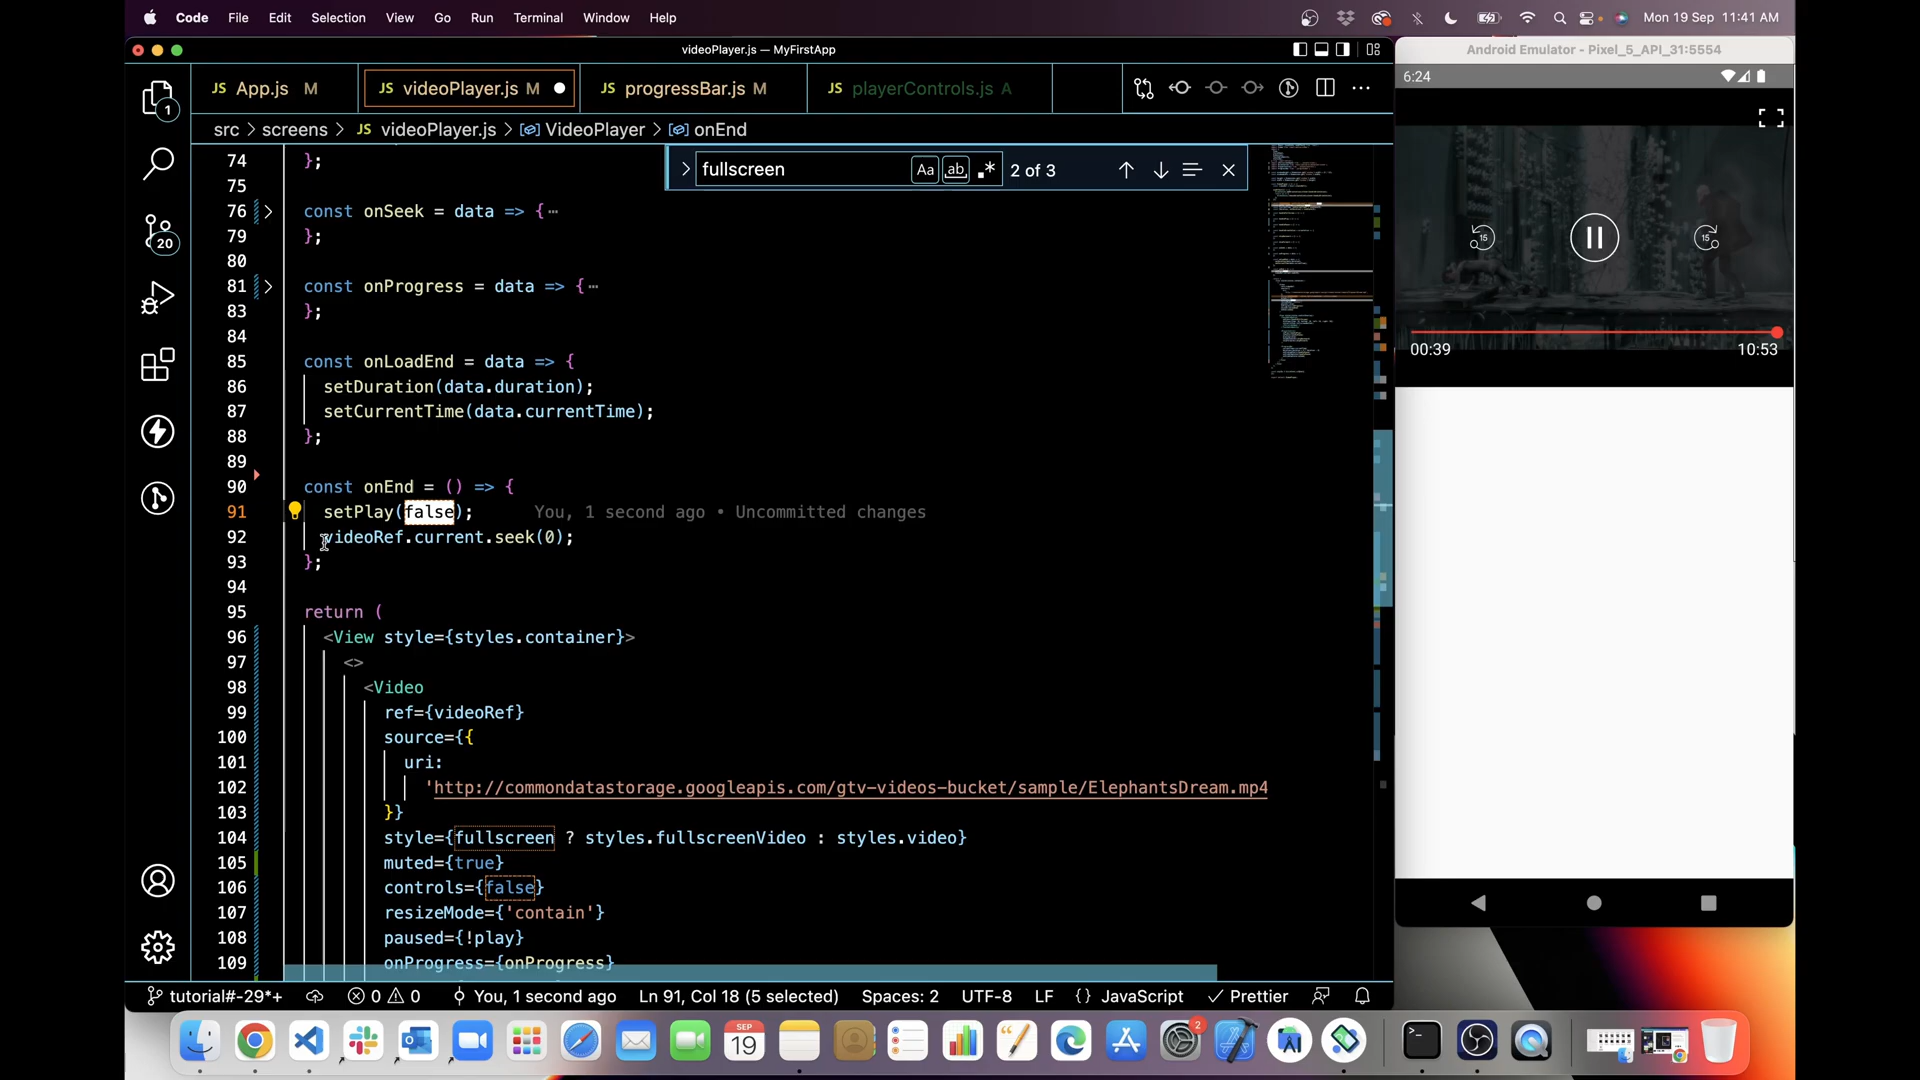 Code File Edit Selection View Go Run Terminal Window Help
Mon 19 Sep 11:41 AM
videoPlayer.js — MyFirstApp
Android Emulator - Pixel_5_API_31:5554
JS App.js M
JS videoPlayer.js M
JS progressBar.js M
JS playerControls.js A
6:24
src > screens > JS videoPlayer.js > VideoPlayer > onEnd
fullscreen Aa ab .* 2 of 3
74 };
75
76 const onSeek = data => {⋯
79 };
80
81 const onProgress = data => {⋯
83 };
84
85 const onLoadEnd = data => {
86 setDuration(data.duration);
87 setCurrentTime(data.currentTime);
88 };
89
90 const onEnd = () => {
91 setPlay(false); You, 1 second ago • Uncommitted changes
92 videoRef.current.seek(0);
93 };
94
95 return (
96 <View style={styles.container}>
97 <>
98 <Video
99 ref={videoRef}
100 source={{
101 uri:
102 'http://commondatastorage.googleapis.com/gtv-videos-bucket/sample/ElephantsDream.mp4
103 }}
104 style={fullscreen ? styles.fullscreenVideo : styles.video}
105 muted={true}
106 controls={false}
107 resizeMode={'contain'}
108 paused={!play}
109 onProgress={onProgress}
1
20
15
15
00:39
10:53
tutorial#-29*+ 0 0 You, 1 second ago Ln 91, Col 18 (5 selected) Spaces: 2 UTF-8 LF {} JavaScript Prettier
SEP
19
2